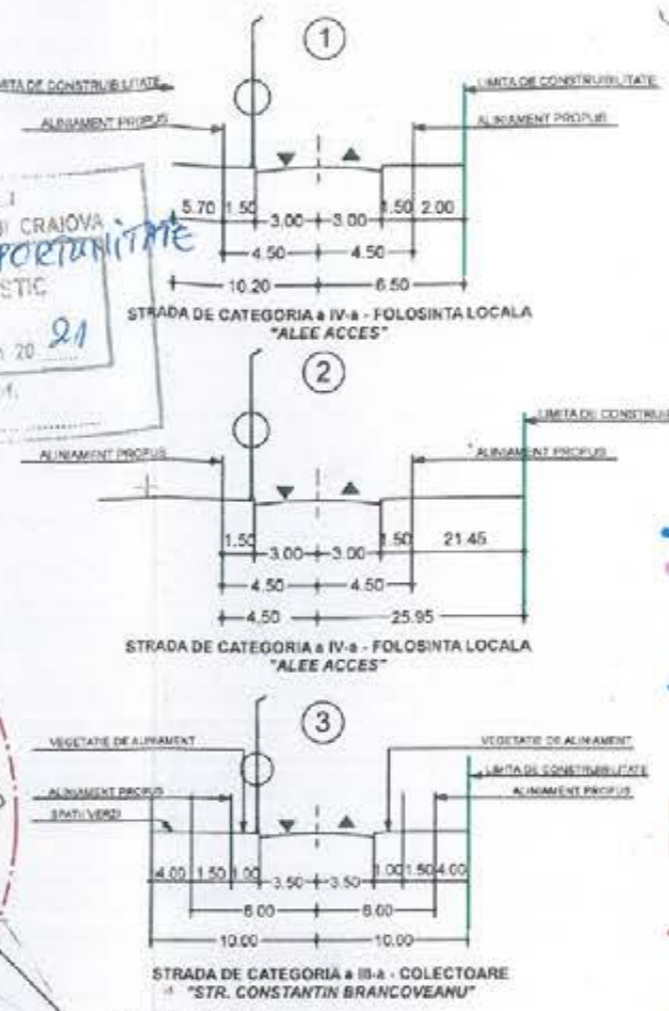 1
LIMITA DE CONSTRUIBILITATE
ALINIAMENT PROPUS
ALINIAMENT PROPUS
CRAIOVA
20 21
5.70 1.50 3.00 3.00 1.50 2.00
4.50 4.50
10.20 6.50
STRADA DE CATEGORIA a IV-a - FOLOSINTA LOCALA
"ALEE ACCES"
2
ALINIAMENT PROPUS
ALINIAMENT PROPUS
1.50 3.00 3.00 1.50 21.45
4.50 4.50
4.50 25.95
STRADA DE CATEGORIA a IV-a - FOLOSINTA LOCALA
"ALEE ACCES"
3
VEGETATIE DE ALINIAMENT
VEGETATIE DE ALINIAMENT
LIMITA DE CONSTRUIBILITATE
ALINIAMENT PROPUS
ALINIAMENT PROPUS
SPATII VERZI
4.00 1.50 1.00 3.50 3.50 1.00 1.50 4.00
6.00 6.00
10.00 10.00
STRADA DE CATEGORIA a III-a - COLECTOARE
"STR. CONSTANTIN BRANCOVEANU"